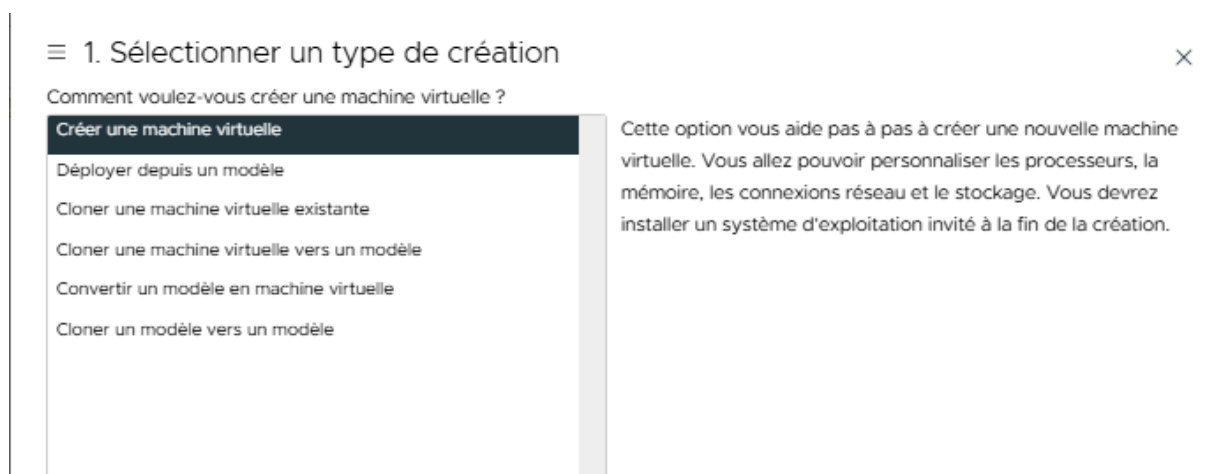 1. Sélectionner un type de création
Comment voulez-vous créer une machine virtuelle ?
Créer une machine virtuelle
Déployer depuis un modèle
Cloner une machine virtuelle existante
Cloner une machine virtuelle vers un modèle
Convertir un modèle en machine virtuelle
Cloner un modèle vers un modèle
Cette option vous aide pas à pas à créer une nouvelle machine
virtuelle. Vous allez pouvoir personnaliser les processeurs, la
mémoire, les connexions réseau et le stockage. Vous devrez
installer un système d'exploitation invité à la fin de la création.